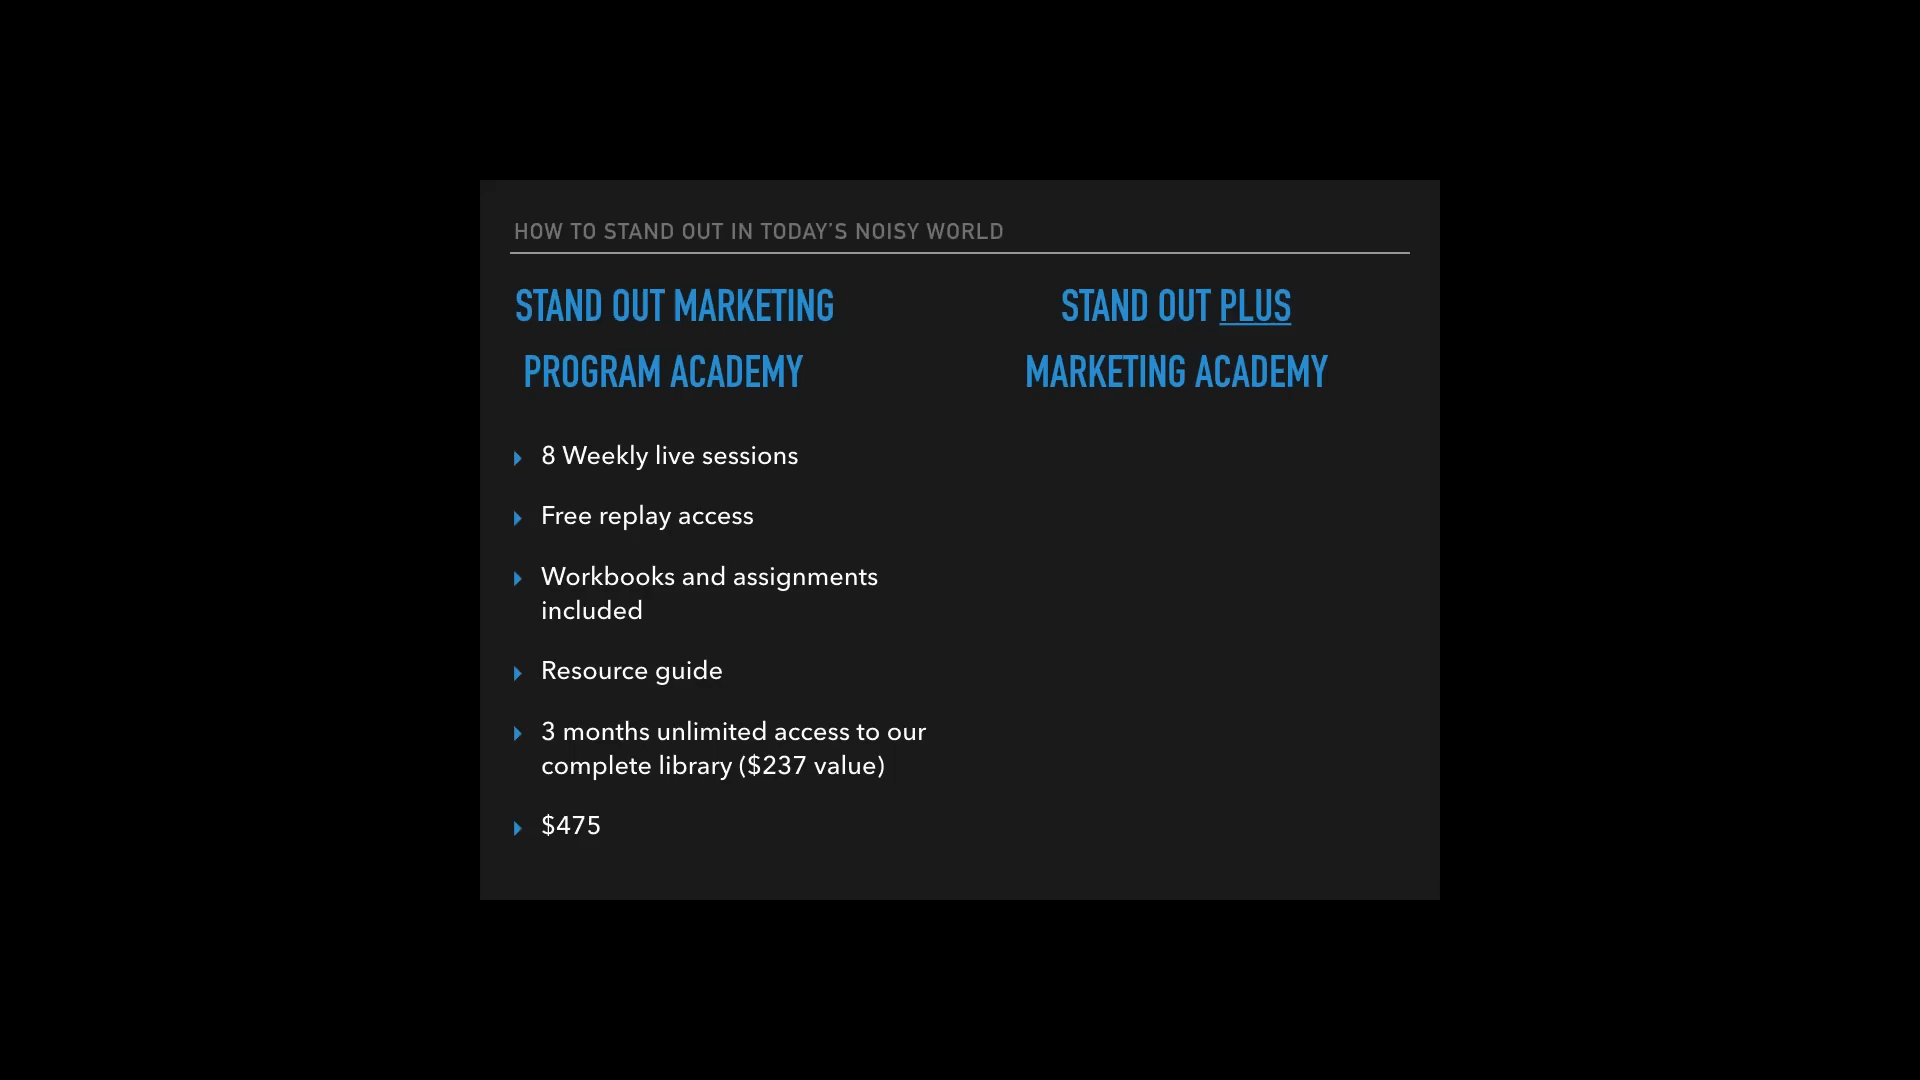 HOW TO STAND OUT IN TODAY’S NOISY WORLD
STAND OUT MARKETING
PROGRAM ACADEMY
STAND OUT PLUS
MARKETING ACADEMY
8 Weekly live sessions
Free replay access
Workbooks and assignments
included
Resource guide
3 months unlimited access to our
complete library ($237 value)
$475